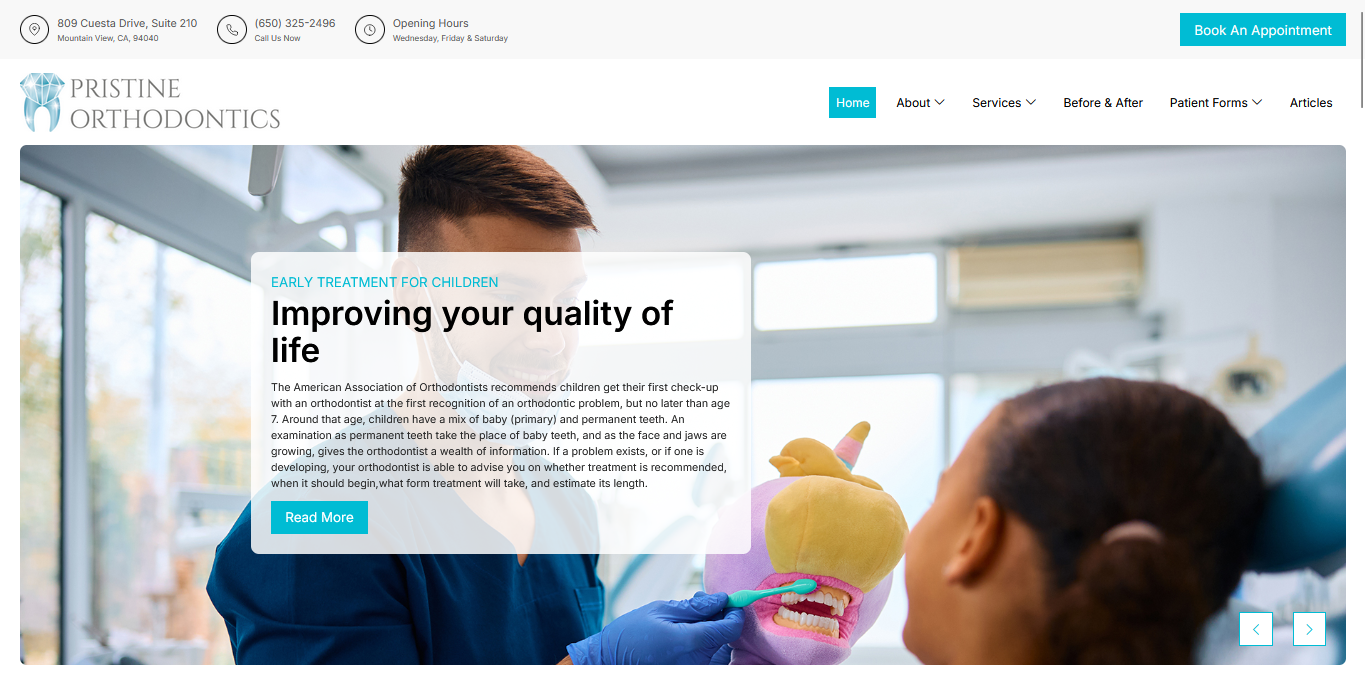 809 Cuesta Drive, Suite 210
Mountain View, CA, 94040
(650) 325-2496
Call Us Now
Opening Hours
Wednesday, Friday & Saturday
Book An Appointment
PRISTINE
ORTHODONTICS
Home
About
Services
Before & After
Patient Forms
Articles
EARLY TREATMENT FOR CHILDREN
Improving your quality of
life
The American Association of Orthodontists recommends children get their first check-up
with an orthodontist at the first recognition of an orthodontic problem, but no later than age
7. Around that age, children have a mix of baby (primary) and permanent teeth. An
examination as permanent teeth take the place of baby teeth, and as the face and jaws are
growing, gives the orthodontist a wealth of information. If a problem exists, or if one is
developing, your orthodontist is able to advise you on whether treatment is recommended,
when it should begin,what form treatment will take, and estimate its length.
Read More